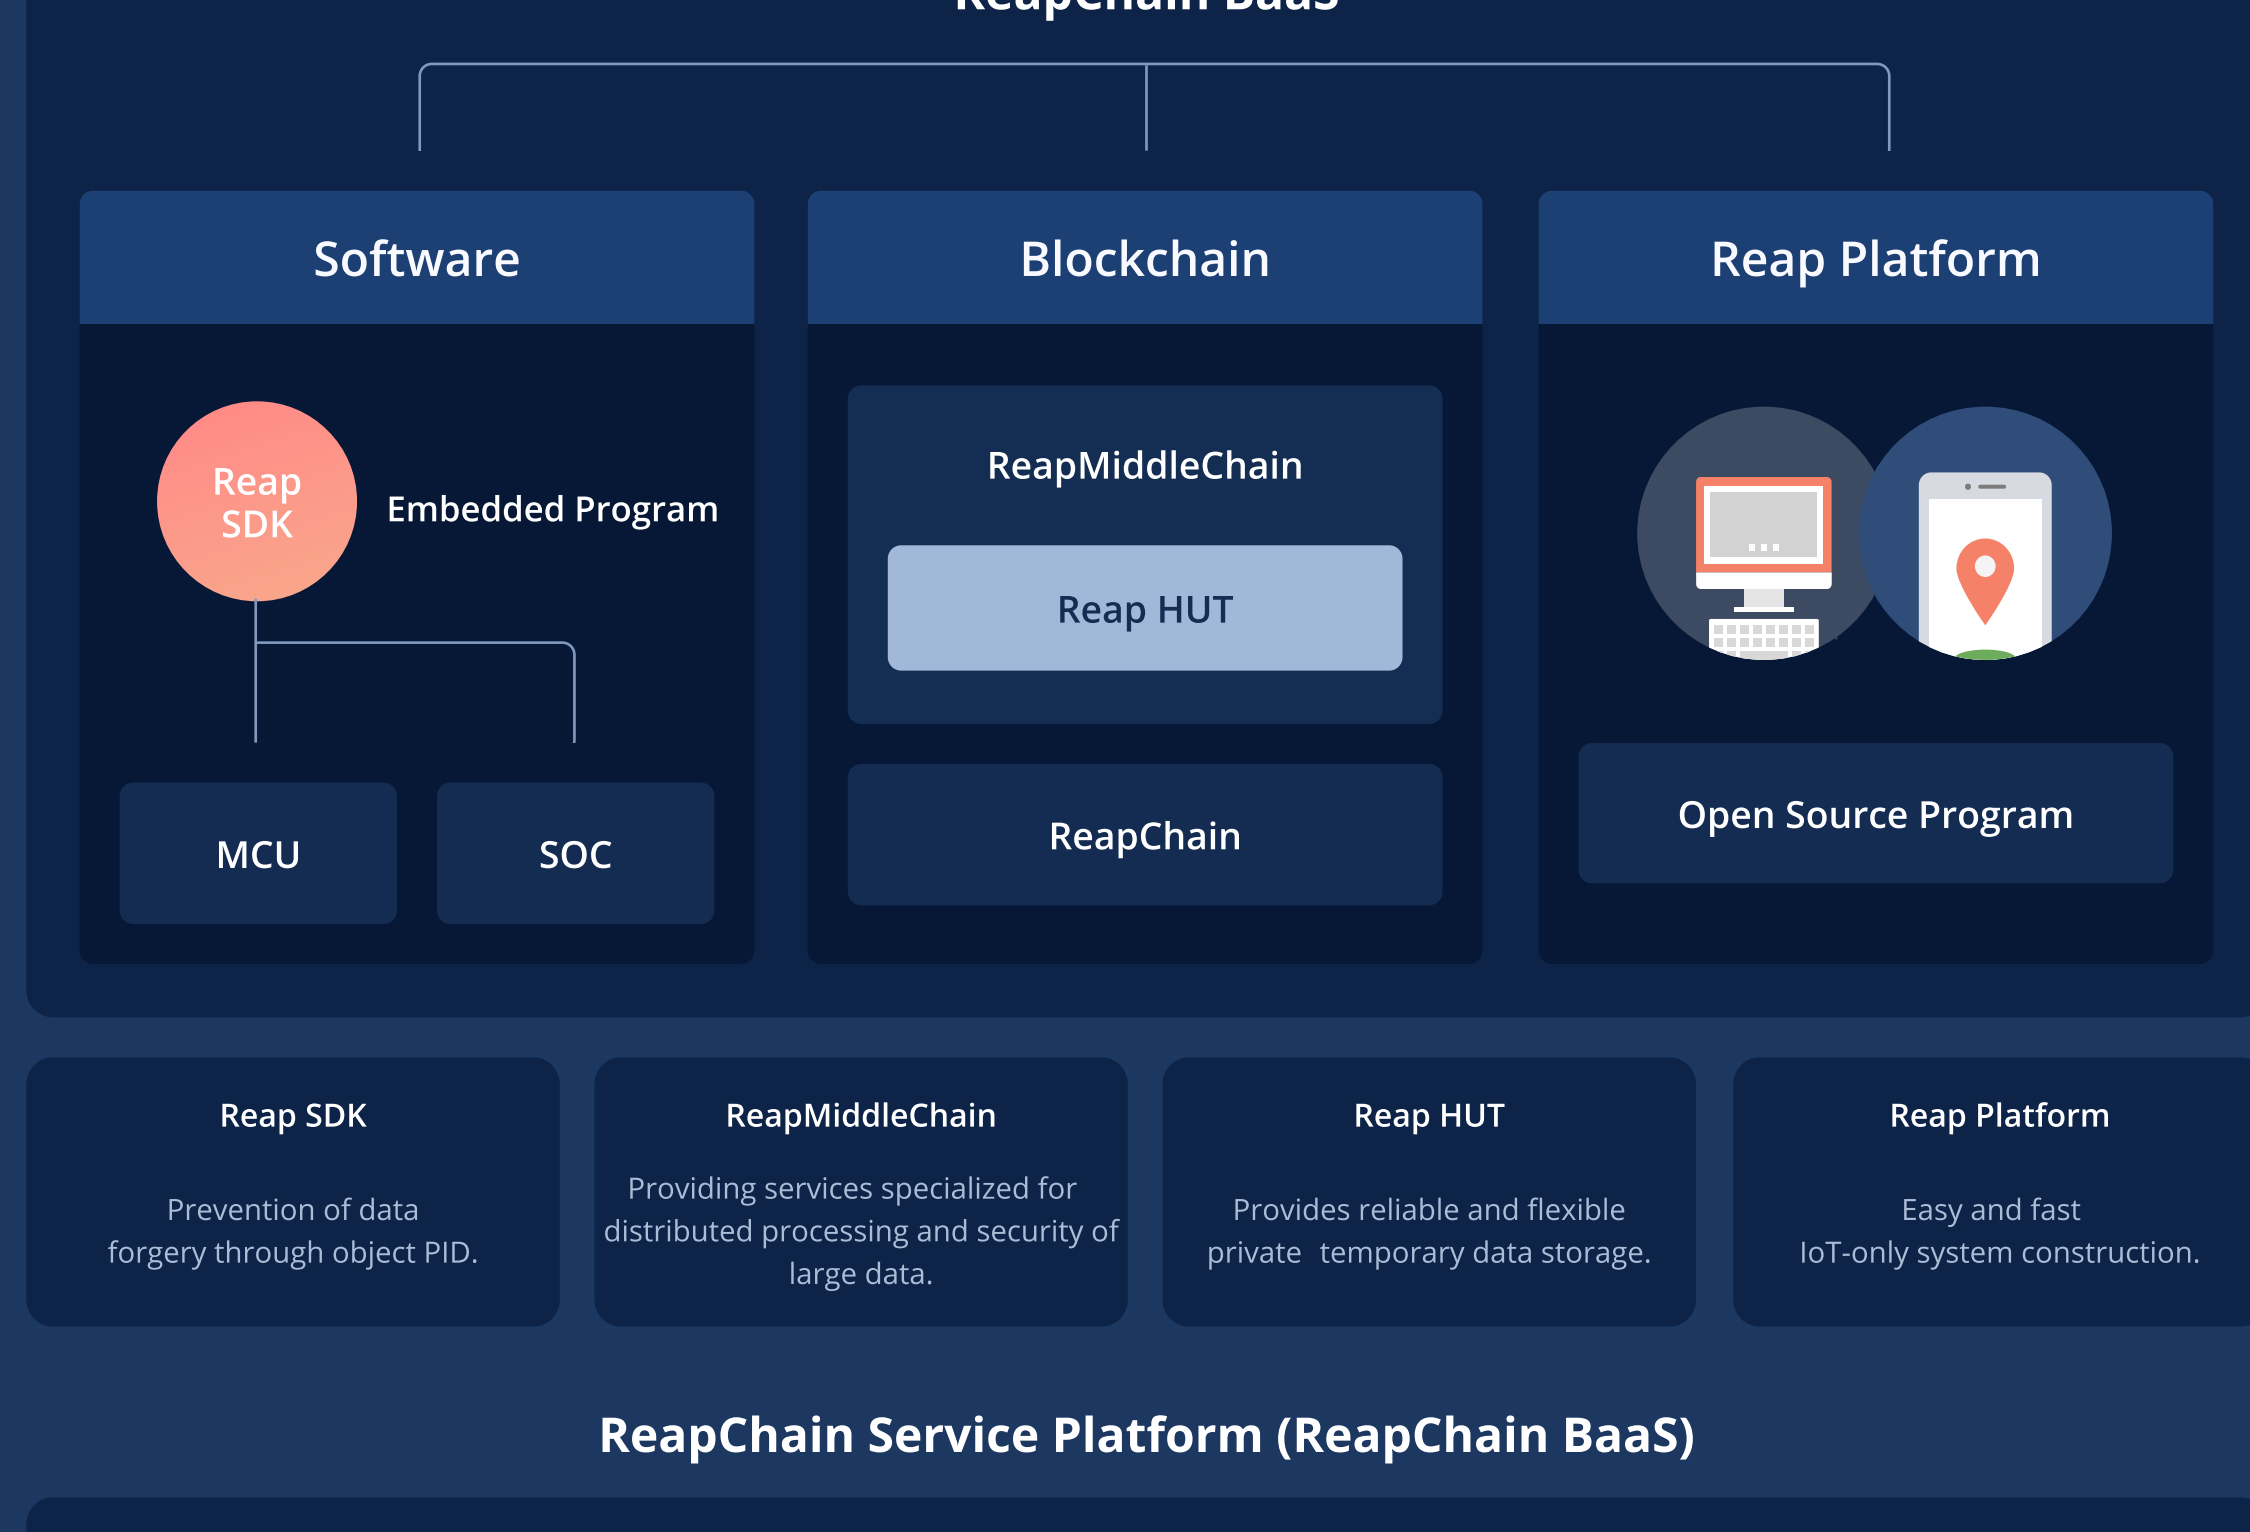 ReapChain BaaS
Software
Blockchain
Reap Platform
Reap
SDK
Embedded Program
MCU
SOC
ReapMiddleChain
Reap HUT
ReapChain
Open Source Program
Reap SDK
Prevention of data
forgery through object PID.
ReapMiddleChain
Providing services specialized for
distributed processing and security of
large data.
Reap HUT
Provides reliable and flexible
private  temporary data storage.
Reap Platform
Easy and fast
IoT-only system construction.
ReapChain Service Platform (ReapChain BaaS)